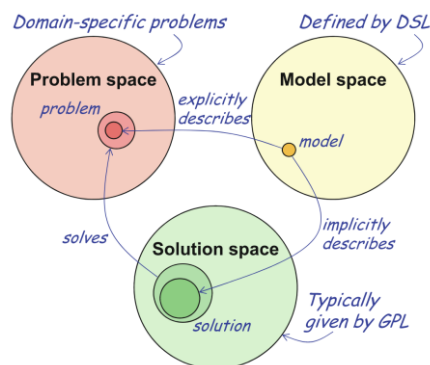 Domain-specific problems
Defined by DSL
Problem space
Model space
problem
explicitly
describes
model
solves
implicitly
describes
Solution space
solution
Typically
given by GPL